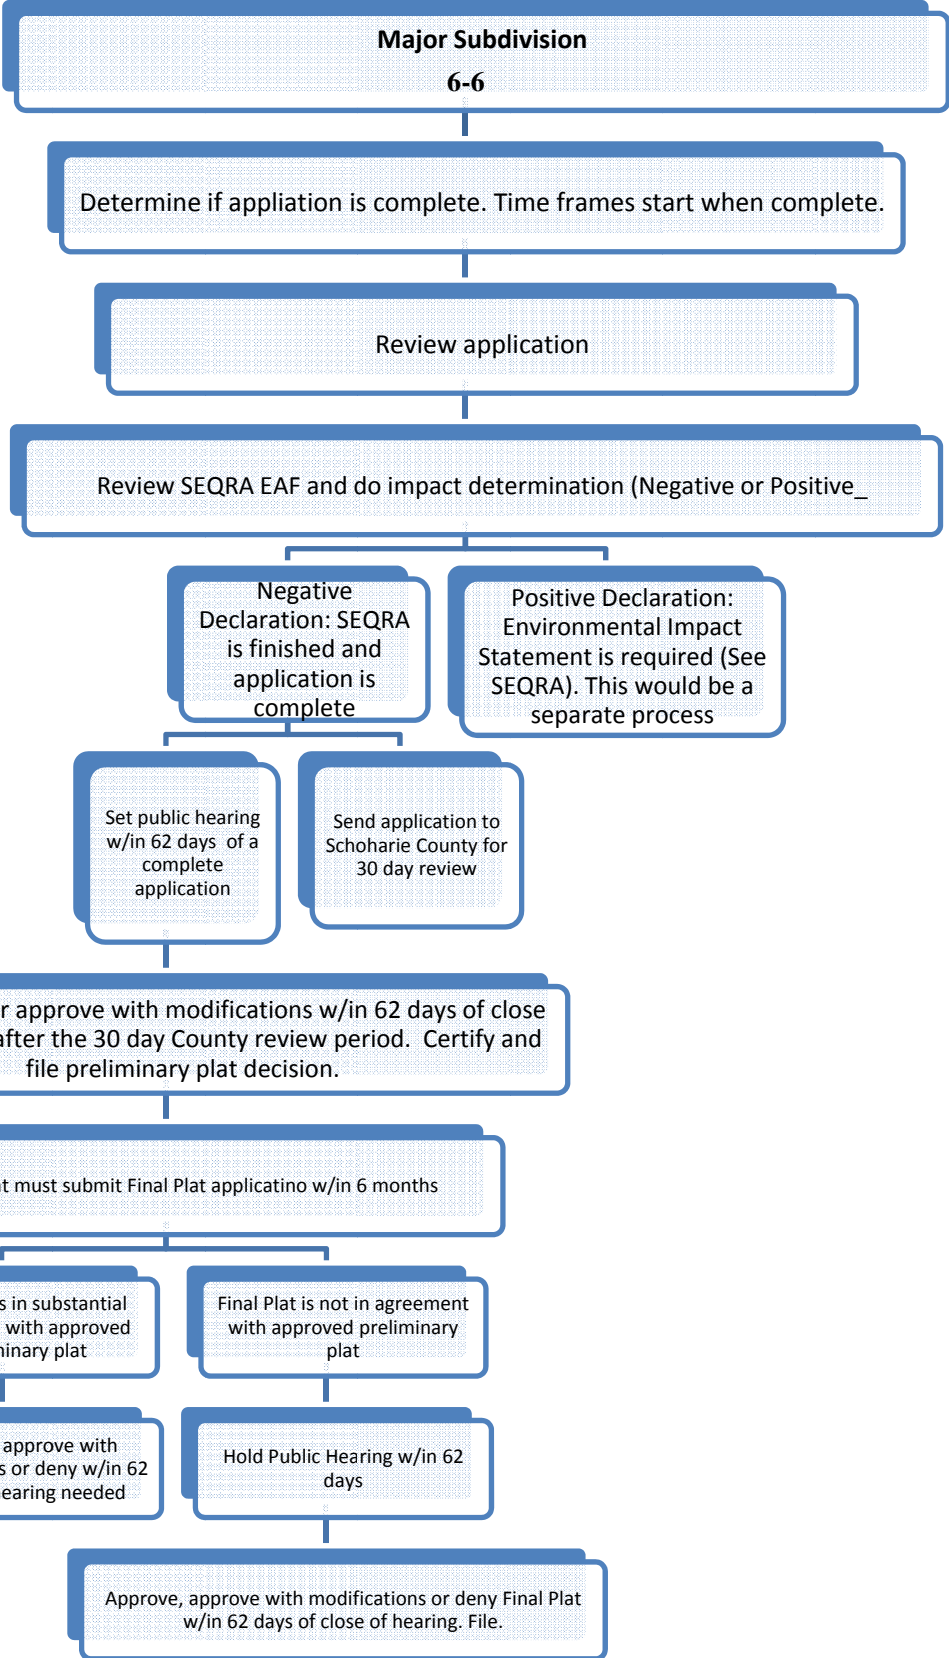 Major Subdivision
6-6
Determine if appliation is complete. Time frames start when complete.
Review application
Review SEQRA EAF and do impact determination (Negative or Positive_
Negative
Declaration: SEQRA
is finished and
application is
complete
Positive Declaration:
Environmental Impact
Statement is required (See
SEQRA). This would be a
separate process
Set public hearing
w/in 62 days of a
complete
application
Send application to
Schoharie County for
30 day review
approve with modifications w/in 62 days of close
after the 30 day County review period. Certify and
file preliminary plat decision.
must submit Final Plat applicatino w/in 6 months
in substantial
with approved
plat
Final Plat is not in agreement
with approved preliminary
plat
approve with
or deny w/in 62
needed
Hold Public Hearing w/in 62
days
Approve, approve with modifications or deny Final Plat
w/in 62 days of close of hearing. File.